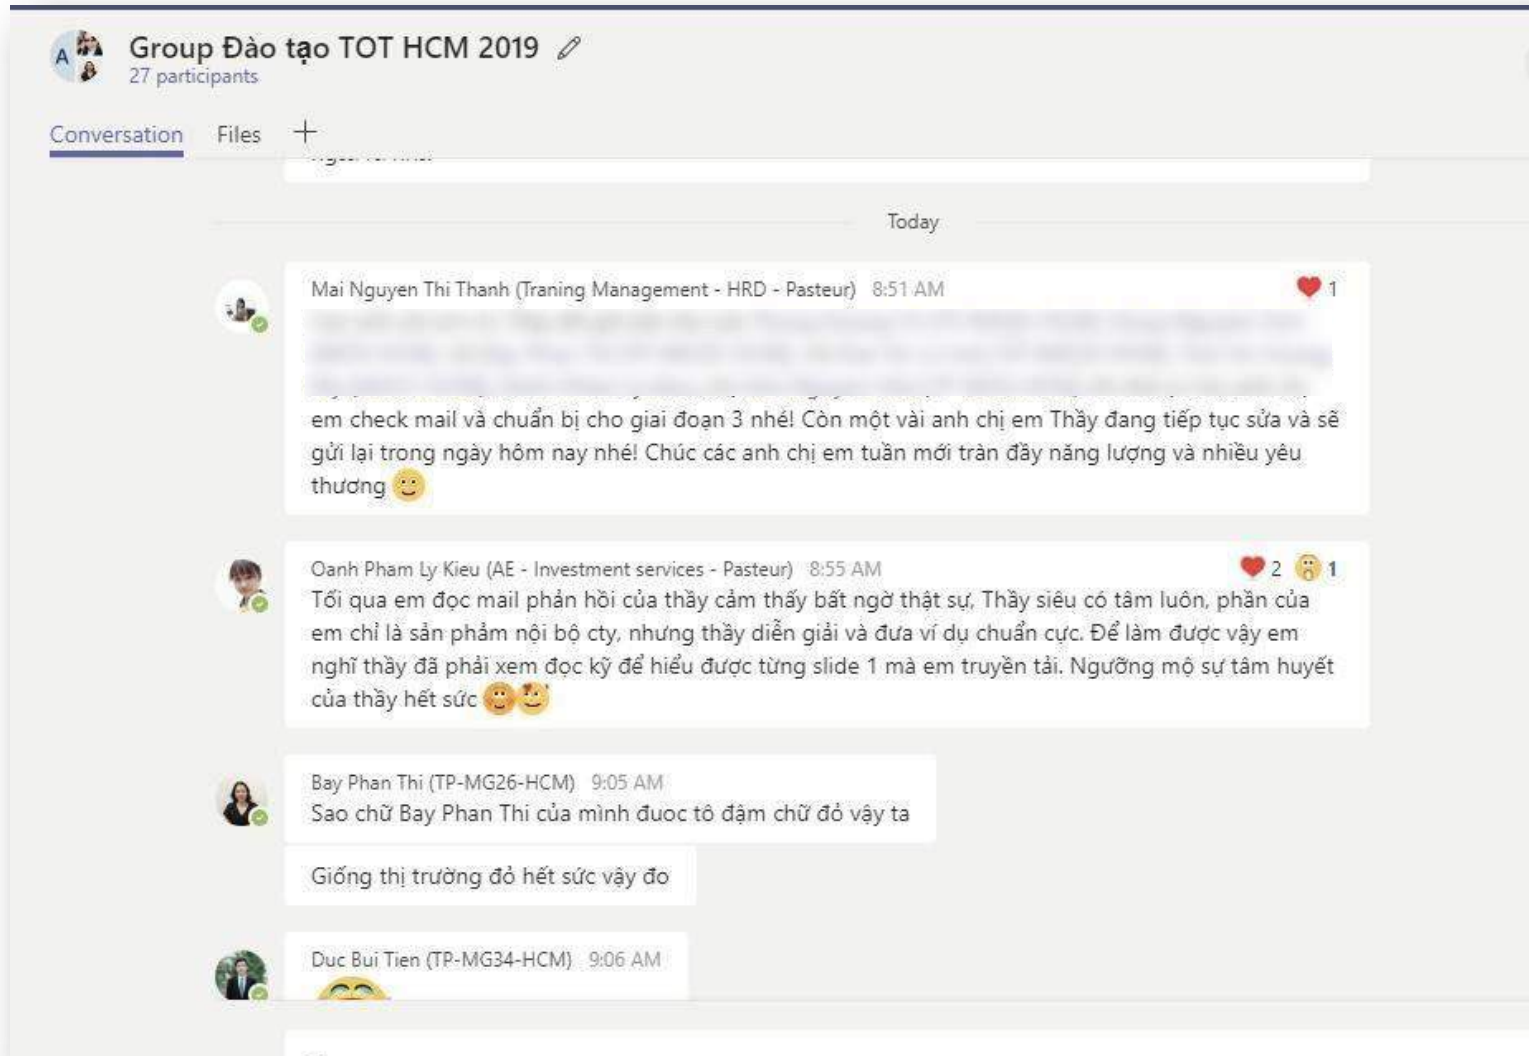 A
Group Đào tạo TOT HCM 2019
27 participants
Conversation Files
Today
Mai Nguyen Thi Thanh (Traning Management - HRD - Pasteur) 8:51 AM
1
em check mail và chuẩn bị cho giai đoạn 3 nhé! Còn một vài anh chị em Thầy đang tiếp tục sửa và sẽ
gửi lại trong ngày hôm nay nhé! Chúc các anh chị em tuần mới tràn đầy năng lượng và nhiều yêu
thương
Oanh Pham Ly Kieu (AE - Investment services - Pasteur) 8:55 AM
2 1
Tối qua em đọc mail phản hồi của thầy cảm thấy bất ngờ thật sự, Thầy siêu có tâm luôn, phần của
em chỉ là sản phảm nội bộ cty, nhưng thầy diễn giải và đưa ví dụ chuẩn cực. Để làm được vậy em
nghĩ thầy đã phải xem đọc kỹ để hiểu được từng slide 1 mà em truyền tải. Ngưỡng mộ sự tâm huyết
của thầy hết sức
Bay Phan Thi (TP-MG26-HCM) 9:05 AM
Sao chữ Bay Phan Thi của mình đuoc tô đậm chữ đỏ vậy ta
Giống thị trường đỏ hết sức vậy đo
Duc Bui Tien (TP-MG34-HCM) 9:06 AM